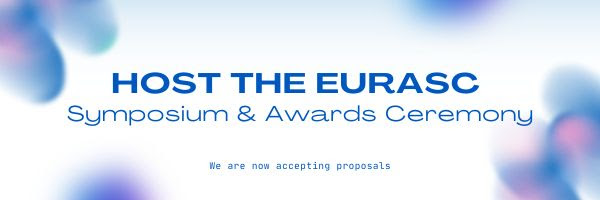 HOST THE EURASC
Symposium & Awards Ceremony
We are now accepting proposals